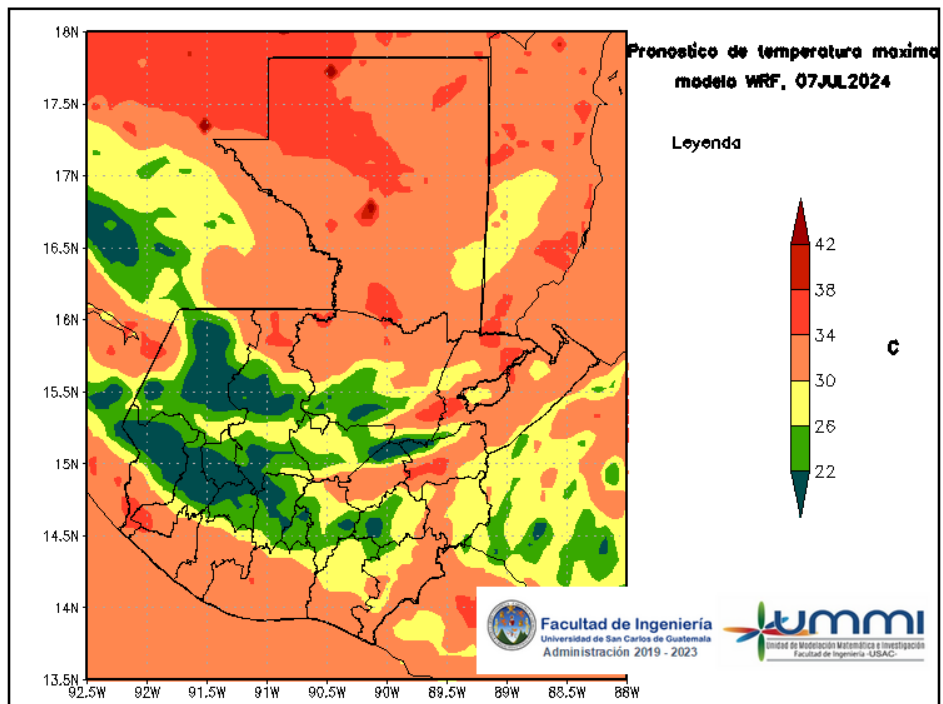 Pronostico de temperatura maxima
modelo WRF, 07JUL2024
Leyenda
18N
17.5N
17N
16.5N
16N
15.5N
15N
14.5N
14N
13.5N
92.5W 92W 91.5W 91W 90.5W 90W 89.5W 89W 88.5W 88W
42
38
34
30
26
22
C
Facultad de Ingeniería
Universidad de San Carlos de Guatemala
Administración 2019 - 2023
ummi
Unidad de Modelación Matemática e Investigación
Facultad de Ingeniería -USAC-